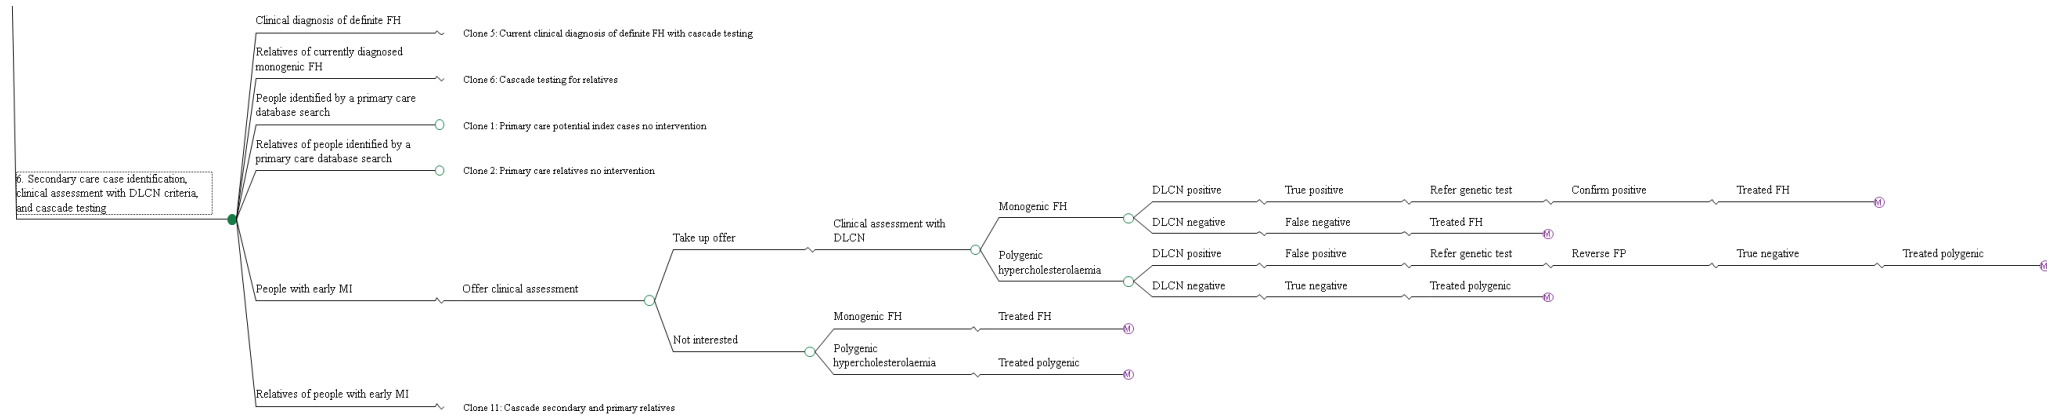 Clinical diagnosis of definite FH
Clone 5: Current clinical diagnosis of definite FH with cascade testing
Relatives of currently diagnosed
monogenic FH
Clone 6: Cascade testing for relatives
People identified by a primary care
database search
Clone 1: Primary care potential index cases no intervention
Relatives of people identified by a
primary care database search
Clone 2: Primary care relatives no intervention
6. Secondary care case identification,
clinical assessment with DLCN criteria,
and cascade testing
People with early MI
Offer clinical assessment
Take up offer
Clinical assessment with
DLCN
Monogenic FH
DLCN positive
True positive
Refer genetic test
Confirm positive
Treated FH
M
DLCN negative
False negative
Treated FH
M
Polygenic
hypercholesterolaemia
DLCN positive
False positive
Refer genetic test
Reverse FP
True negative
Treated polygenic
M
DLCN negative
True negative
Treated polygenic
M
Not interested
Monogenic FH
Treated FH
M
Polygenic
hypercholesterolaemia
Treated polygenic
M
Relatives of people with early MI
Clone 11: Cascade secondary and primary relatives